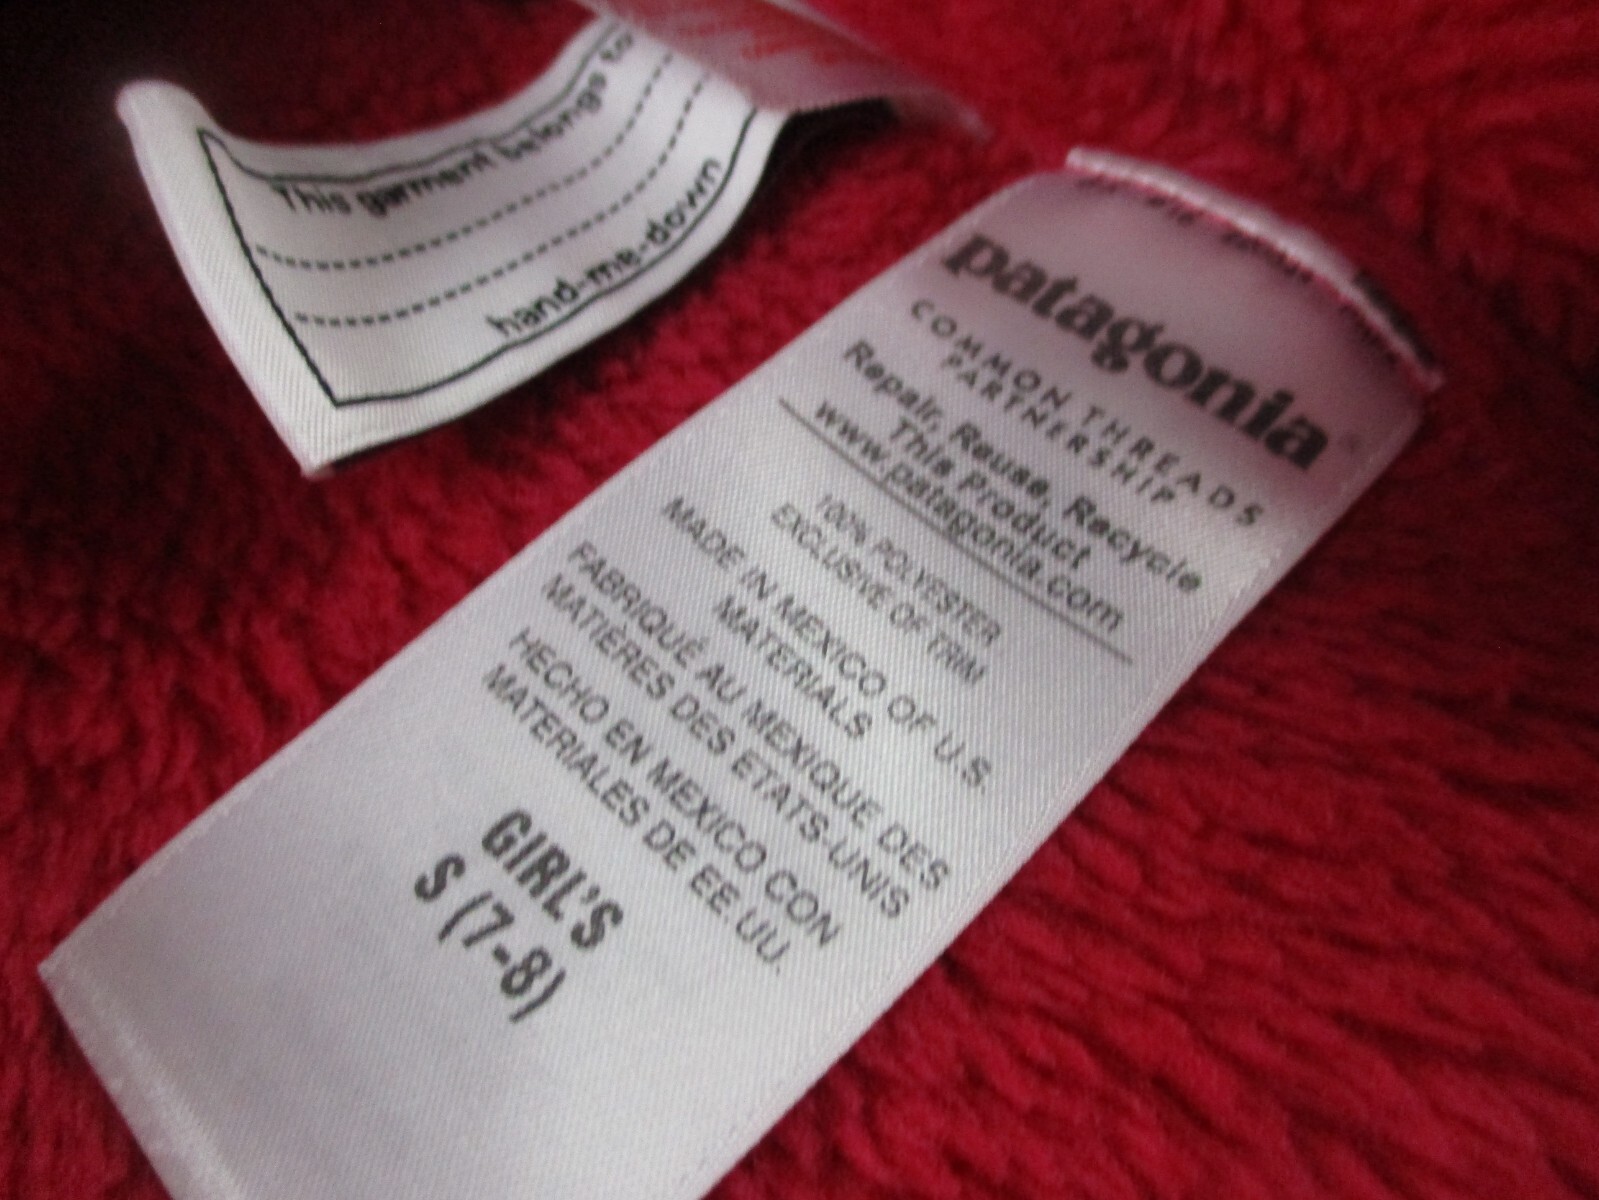 This garment belongs to
hand-me-down
patagonia®
COMMON THREADS
PARTNERSHIP
Repair, Reuse, Recycle
This Product
www.patagonia.com
100% POLYESTER
EXCLUSIVE OF TRIM
MADE IN MEXICO OF U.S.
MATERIALS
FABRIQUÉ AU MEXIQUE DES
MATIÈRES DES ETATS-UNIS
HECHO EN MEXICO CON
MATERIALES DE EE UU.
GIRL'S
S (7-8)